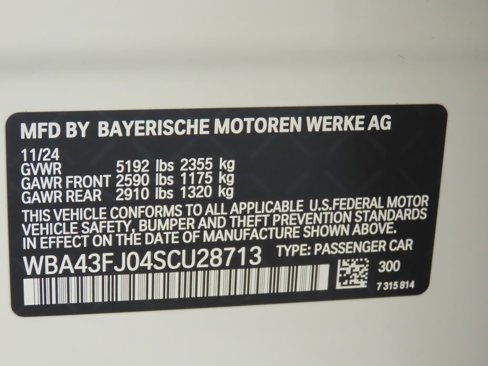 MFD BY BAYERISCHE MOTOREN WERKE AG
11/24
GVWR 5192 lbs 2355 kg
GAWR FRONT 2590 lbs 1175 kg
GAWR REAR 2910 lbs 1320 kg
THIS VEHICLE CONFORMS TO ALL APPLICABLE U.S.FEDERAL MOTOR
VEHICLE SAFETY, BUMPER AND THEFT PREVENTION STANDARDS
IN EFFECT ON THE DATE OF MANUFACTURE SHOWN ABOVE.
WBA43FJ04SCU28713 TYPE: PASSENGER CAR
300
7 315 814